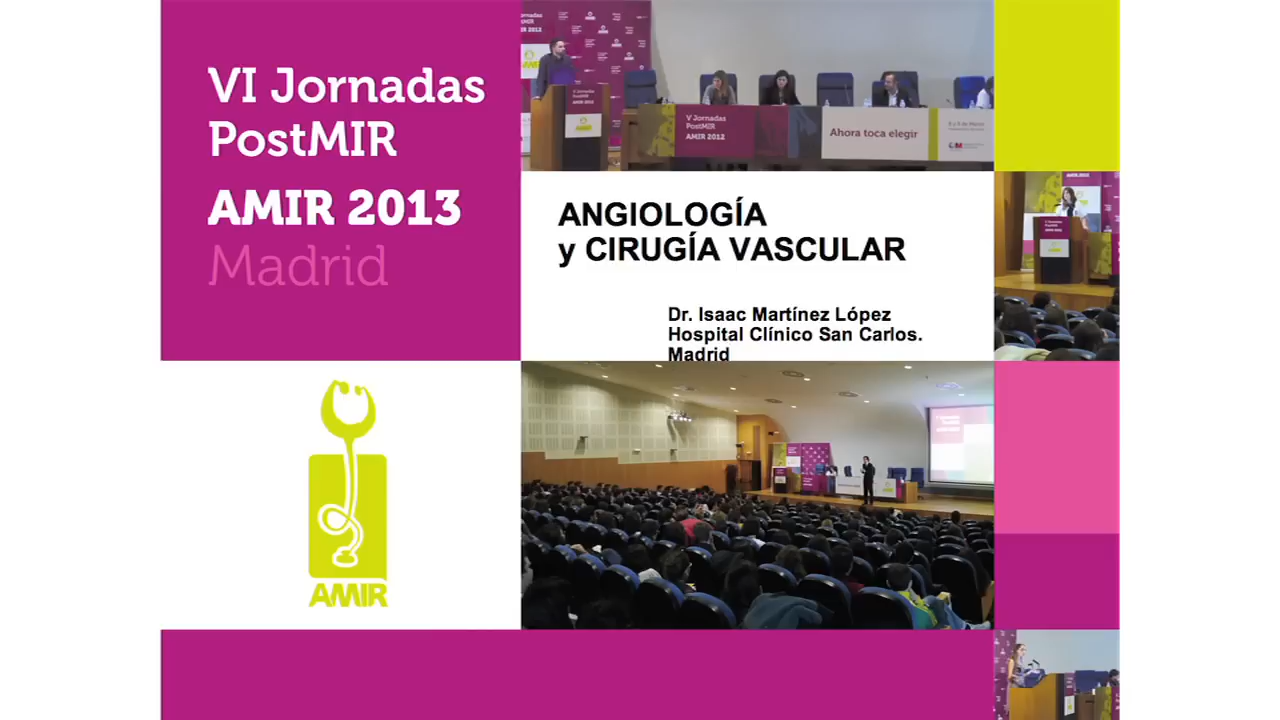 VI Jornadas
PostMIR
AMIR 2013
Madrid
V Jornadas
PostMIR
AMIR 2012
Ahora toca elegir
ANGIOLOGÍA
y CIRUGÍA VASCULAR
Dr. Isaac Martínez López
Hospital Clínico San Carlos.
Madrid
AMIR